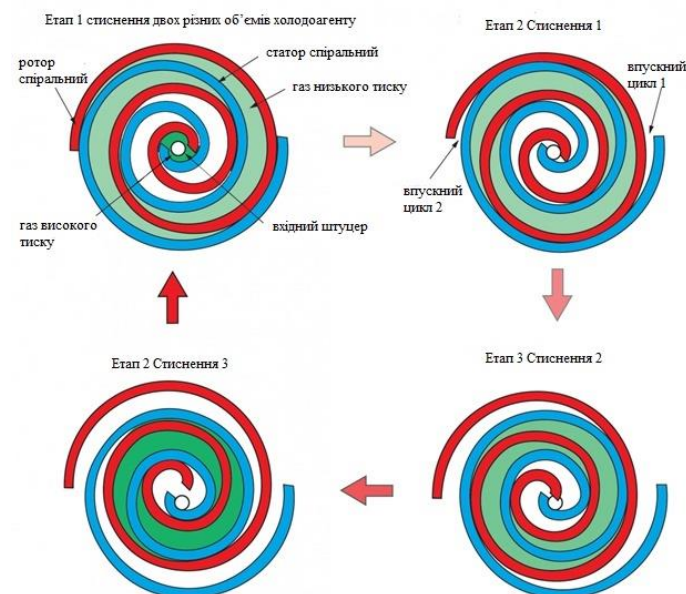 Етап 1 стиснення двох різних об’ємів холодоагенту
ротор
спіральний
статор спіральний
газ низького тиску
газ високого
тиску
вхідний штуцер
Етап 2 Стиснення 1
впускний
цикл 1
впускний
цикл 2
Етап 2 Стиснення 3
Етап 3 Стиснення 2